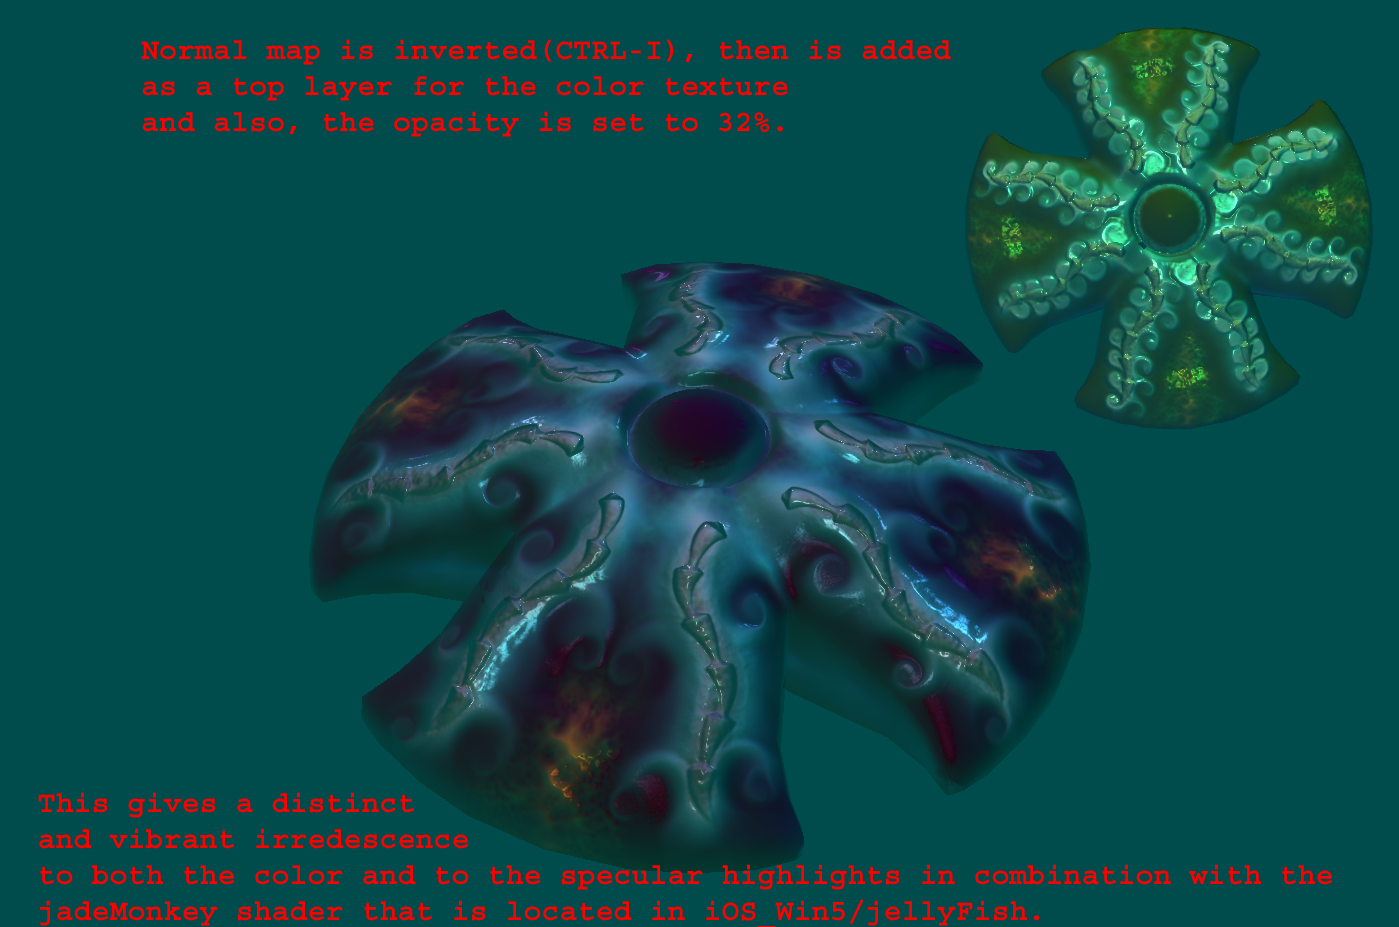 Normal map is inverted(CTRL-I), then is added
as a top layer for the color texture
and also, the opacity is set to 32%.
This gives a distinct
and vibrant irredescence
to both the color and to the specular highlights in combination with the
jadeMonkey shader that is located in iOS_Win5/jellyFish.